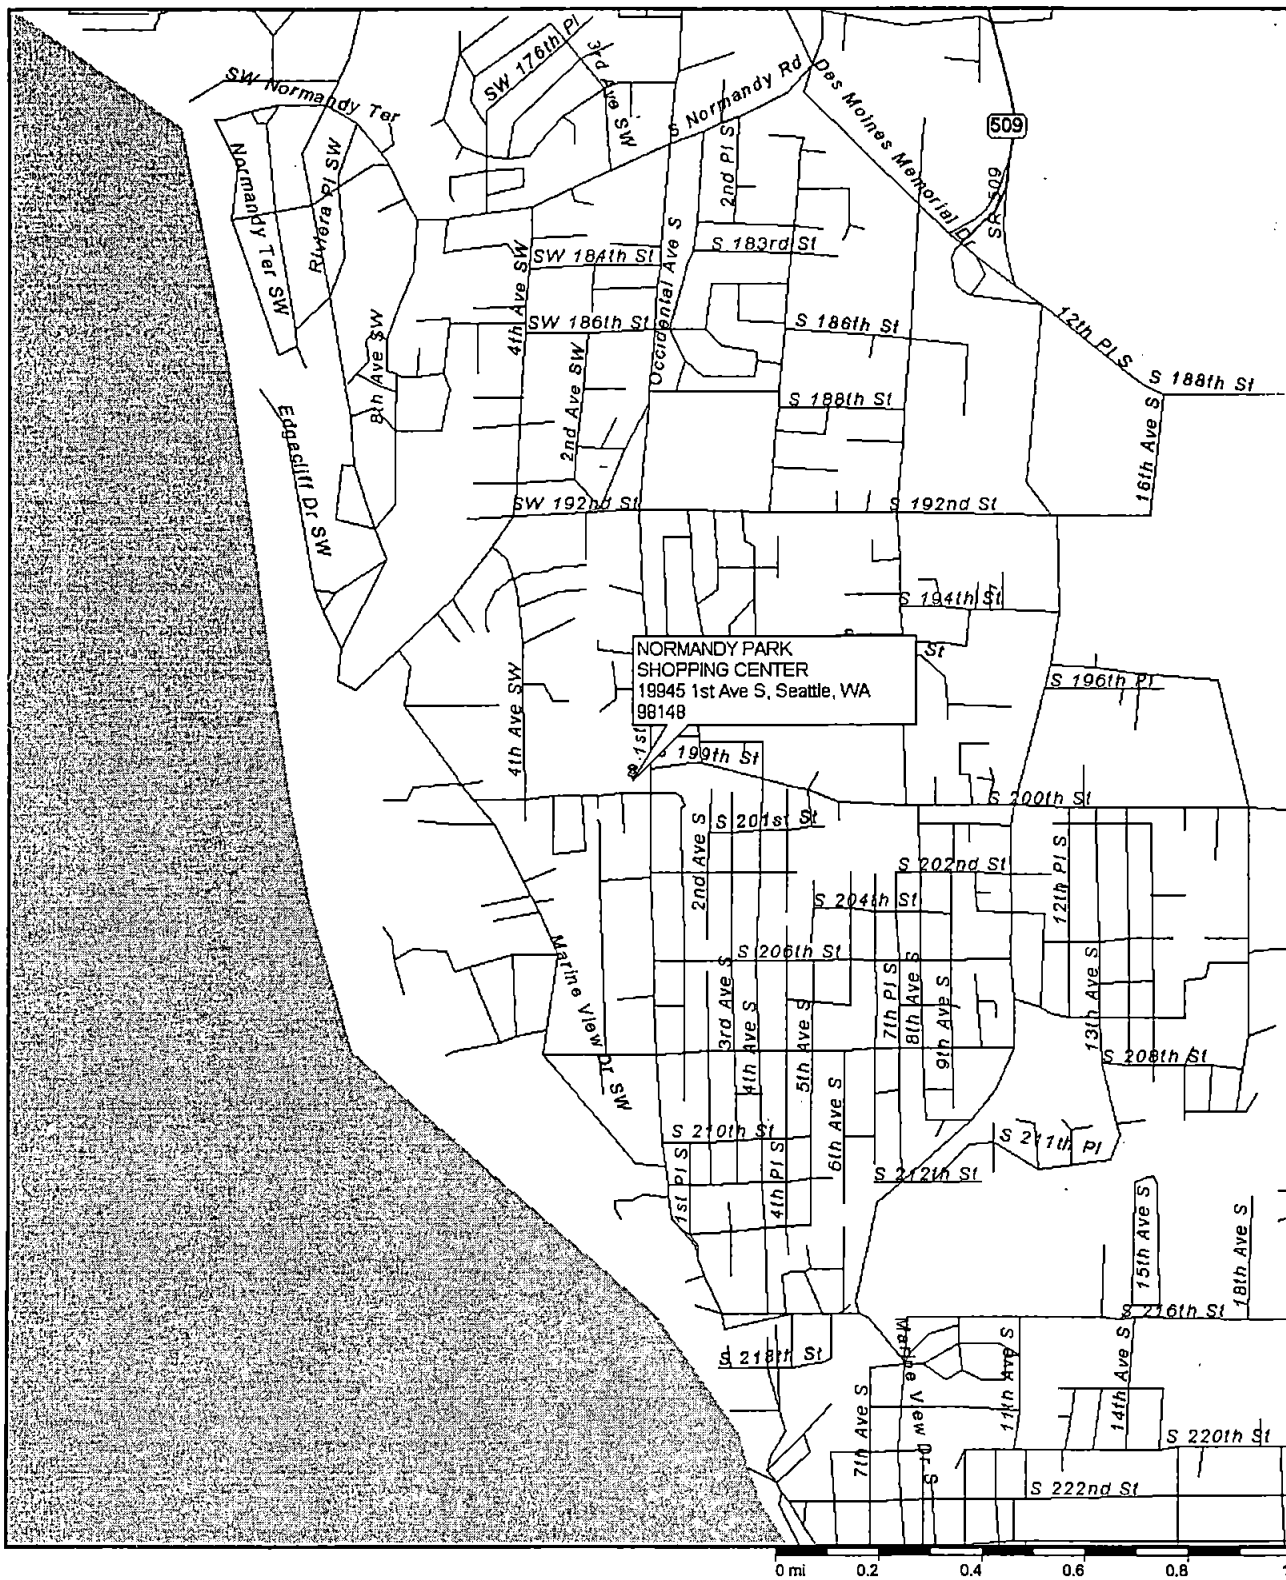 SW 176th Pl
3rd Ave SW
SW Normandy Ter
S Normandy Rd
Des Moines Memorial Dr
509
SR-509
2nd Pl S
Normandy Ter SW
Riviera Pl SW
S 183rd St
SW 184th St
4th Ave SW
Occidental Ave S
SW 186th St
S 186th St
12th Pl S
8th Ave SW
2nd Ave SW
S 188th St
S 188th St
Edgecliff Dr SW
16th Ave S
SW 192nd St
S 192nd St
S 194th St
St
NORMANDY PARK
SHOPPING CENTER
19945 1st Ave S, Seattle, WA
98148
S 196th Pl
4th Ave SW
1st
S 199th St
S 200th St
S 201st St
2nd Ave S
S 202nd St
12th Pl S
S 204th St
S 206th St
Marine View Dr SW
3rd Ave S
4th Ave S
5th Ave S
7th Pl S
8th Ave S
9th Ave S
13th Ave S
S 208th St
6th Ave S
S 210th St
S 211th Pl
1st Pl S
4th Pl S
S 212th St
15th Ave S
18th Ave S
S 216th St
S 218th St
Marine View Dr S
11th Ave S
14th Ave S
7th Ave S
S 220th St
S 222nd St
0 mi 0.2 0.4 0.6 0.8 1